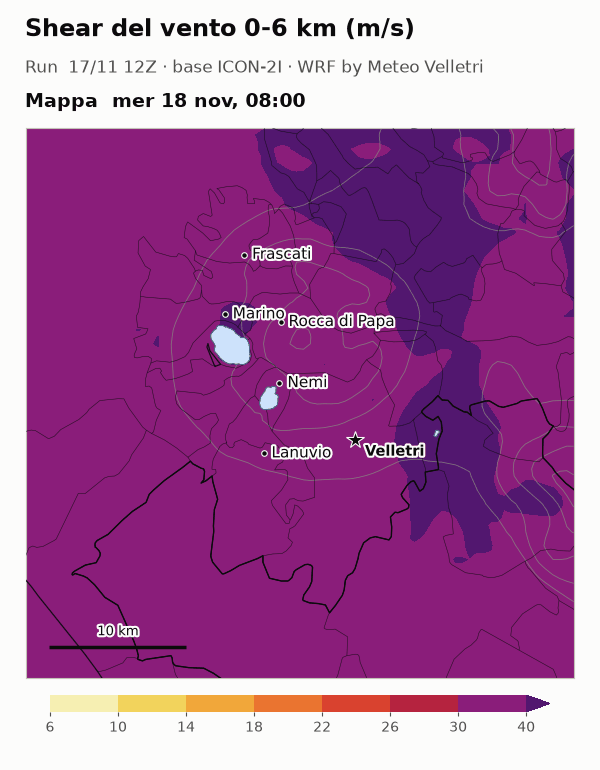 Shear del vento 0-6 km (m/s)
Run  17/11 12Z · base ICON-2I · WRF by Meteo Velletri
Mappa  mer 18 nov, 08:00
Frascati
Marino
Rocca di Papa
Nemi
Velletri
Lanuvio
10 km
6 10 14 18 22 26 30 40